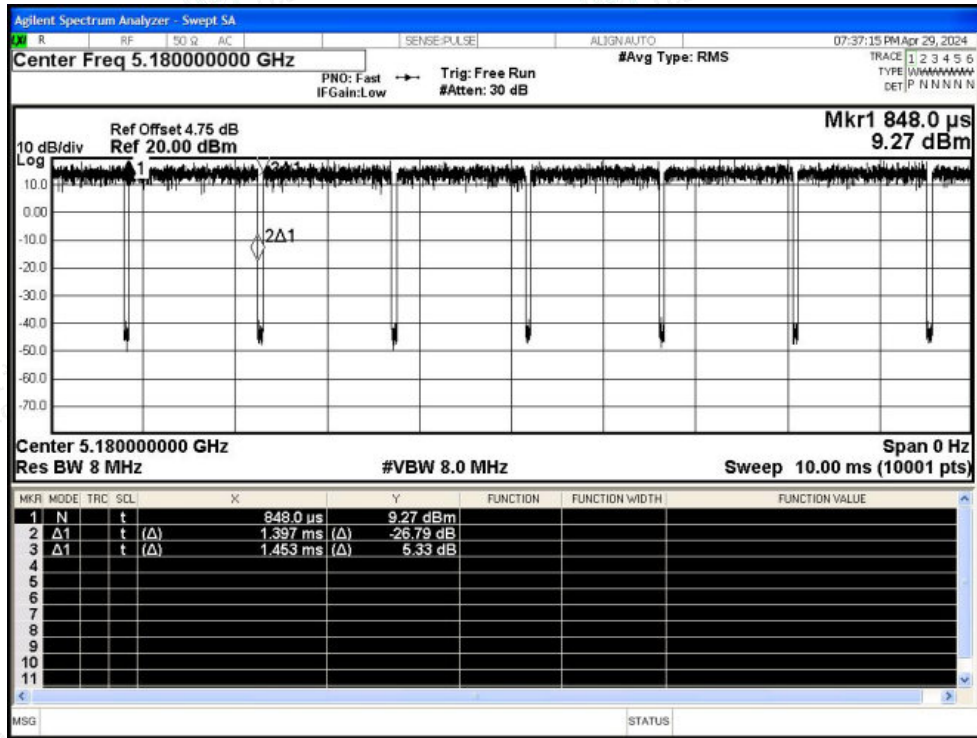 Agilent Spectrum Analyzer - Swept SA
LXI R RF 50 Ω AC SENSE:PULSE ALIGNAUTO 07:37:15 PM Apr 29, 2024
Center Freq 5.180000000 GHz
#Avg Type: RMS
TRACE 1 2 3 4 5 6
PNO: Fast Trig: Free Run
TYPE WWWWWW
IFGain:Low #Atten: 30 dB
DET P N N N N N
Mkr1 848.0 µs
Ref Offset 4.75 dB
10 dB/div Ref 20.00 dBm 9.27 dBm
Log
1 3Δ1
10.0
0.00
2Δ1
-10.0
-20.0
-30.0
-40.0
-50.0
-60.0
-70.0
Center 5.180000000 GHz Span 0 Hz
Res BW 8 MHz #VBW 8.0 MHz Sweep 10.00 ms (10001 pts)
MKR MODE TRC SCL X Y FUNCTION FUNCTION WIDTH FUNCTION VALUE
1 N t 848.0 µs 9.27 dBm
2 Δ1 t (Δ) 1.397 ms (Δ) -26.79 dB
3 Δ1 t (Δ) 1.453 ms (Δ) 5.33 dB
4
5
6
7
8
9
10
11
MSG STATUS